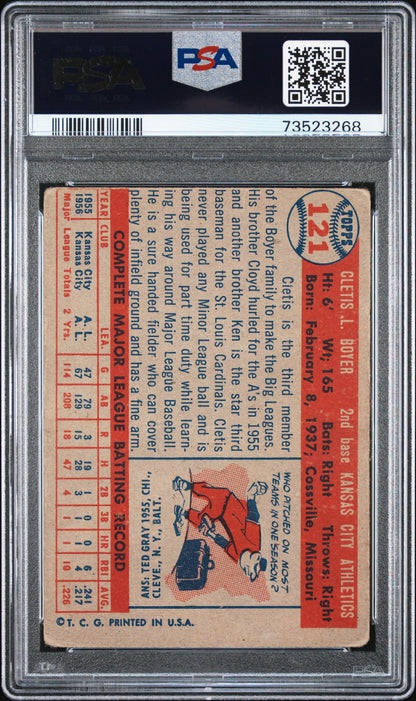 PSA
PSA
73523268
TOPPS
121
CLETIS J. BOYER 2nd base KANSAS CITY ATHLETICS
Ht: 6' Wt; 165 Bats: Right Throws: Right
Born: February 8, 1937; Cossville, Missouri
Cletis is the third member
of the Boyer family to make the Big Leagues.
His brother Cloyd hurled for the A's in 1955
and another brother Ken is the star third
baseman for the St. Louis Cardinals. Cletis
never played any Minor League ball and is
being used for part time duty while learn-
ing his way around Major League Baseball.
He is a sure handed fielder who can cover
plenty of infield ground and has a fine arm
WHO PITCHED ON MOST
TEAMS IN ONE SEASON?
ANS: TED GRAY 1955, CHI.,
CLEV., N.Y., BALT.
COMPLETE MAJOR LEAGUE BATTING RECORD
YEAR CLUB LEA. G AB R H 2B 3B HR RBI AVG.
1955 Kansas City A. L. 47 79 3 19 1 0 0 6 .241
1956 Kansas City A. L. 67 129 15 28 3 1 1 4 .217
Major League Totals 2 Yrs. 114 208 18 47 4 1 1 10 .226
© T. C. G. PRINTED IN U.S.A.
PSA